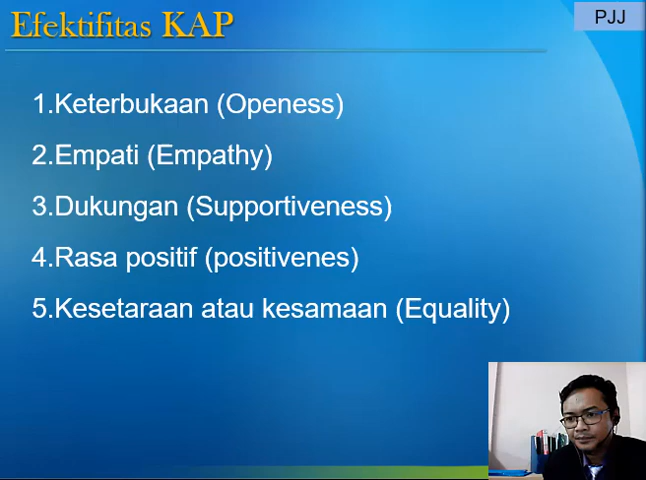 Efektifitas KAP
PJJ
1.Keterbukaan (Openess)
2.Empati (Empathy)
3.Dukungan (Supportiveness)
4.Rasa positif (positivenes)
5.Kesetaraan atau kesamaan (Equality)